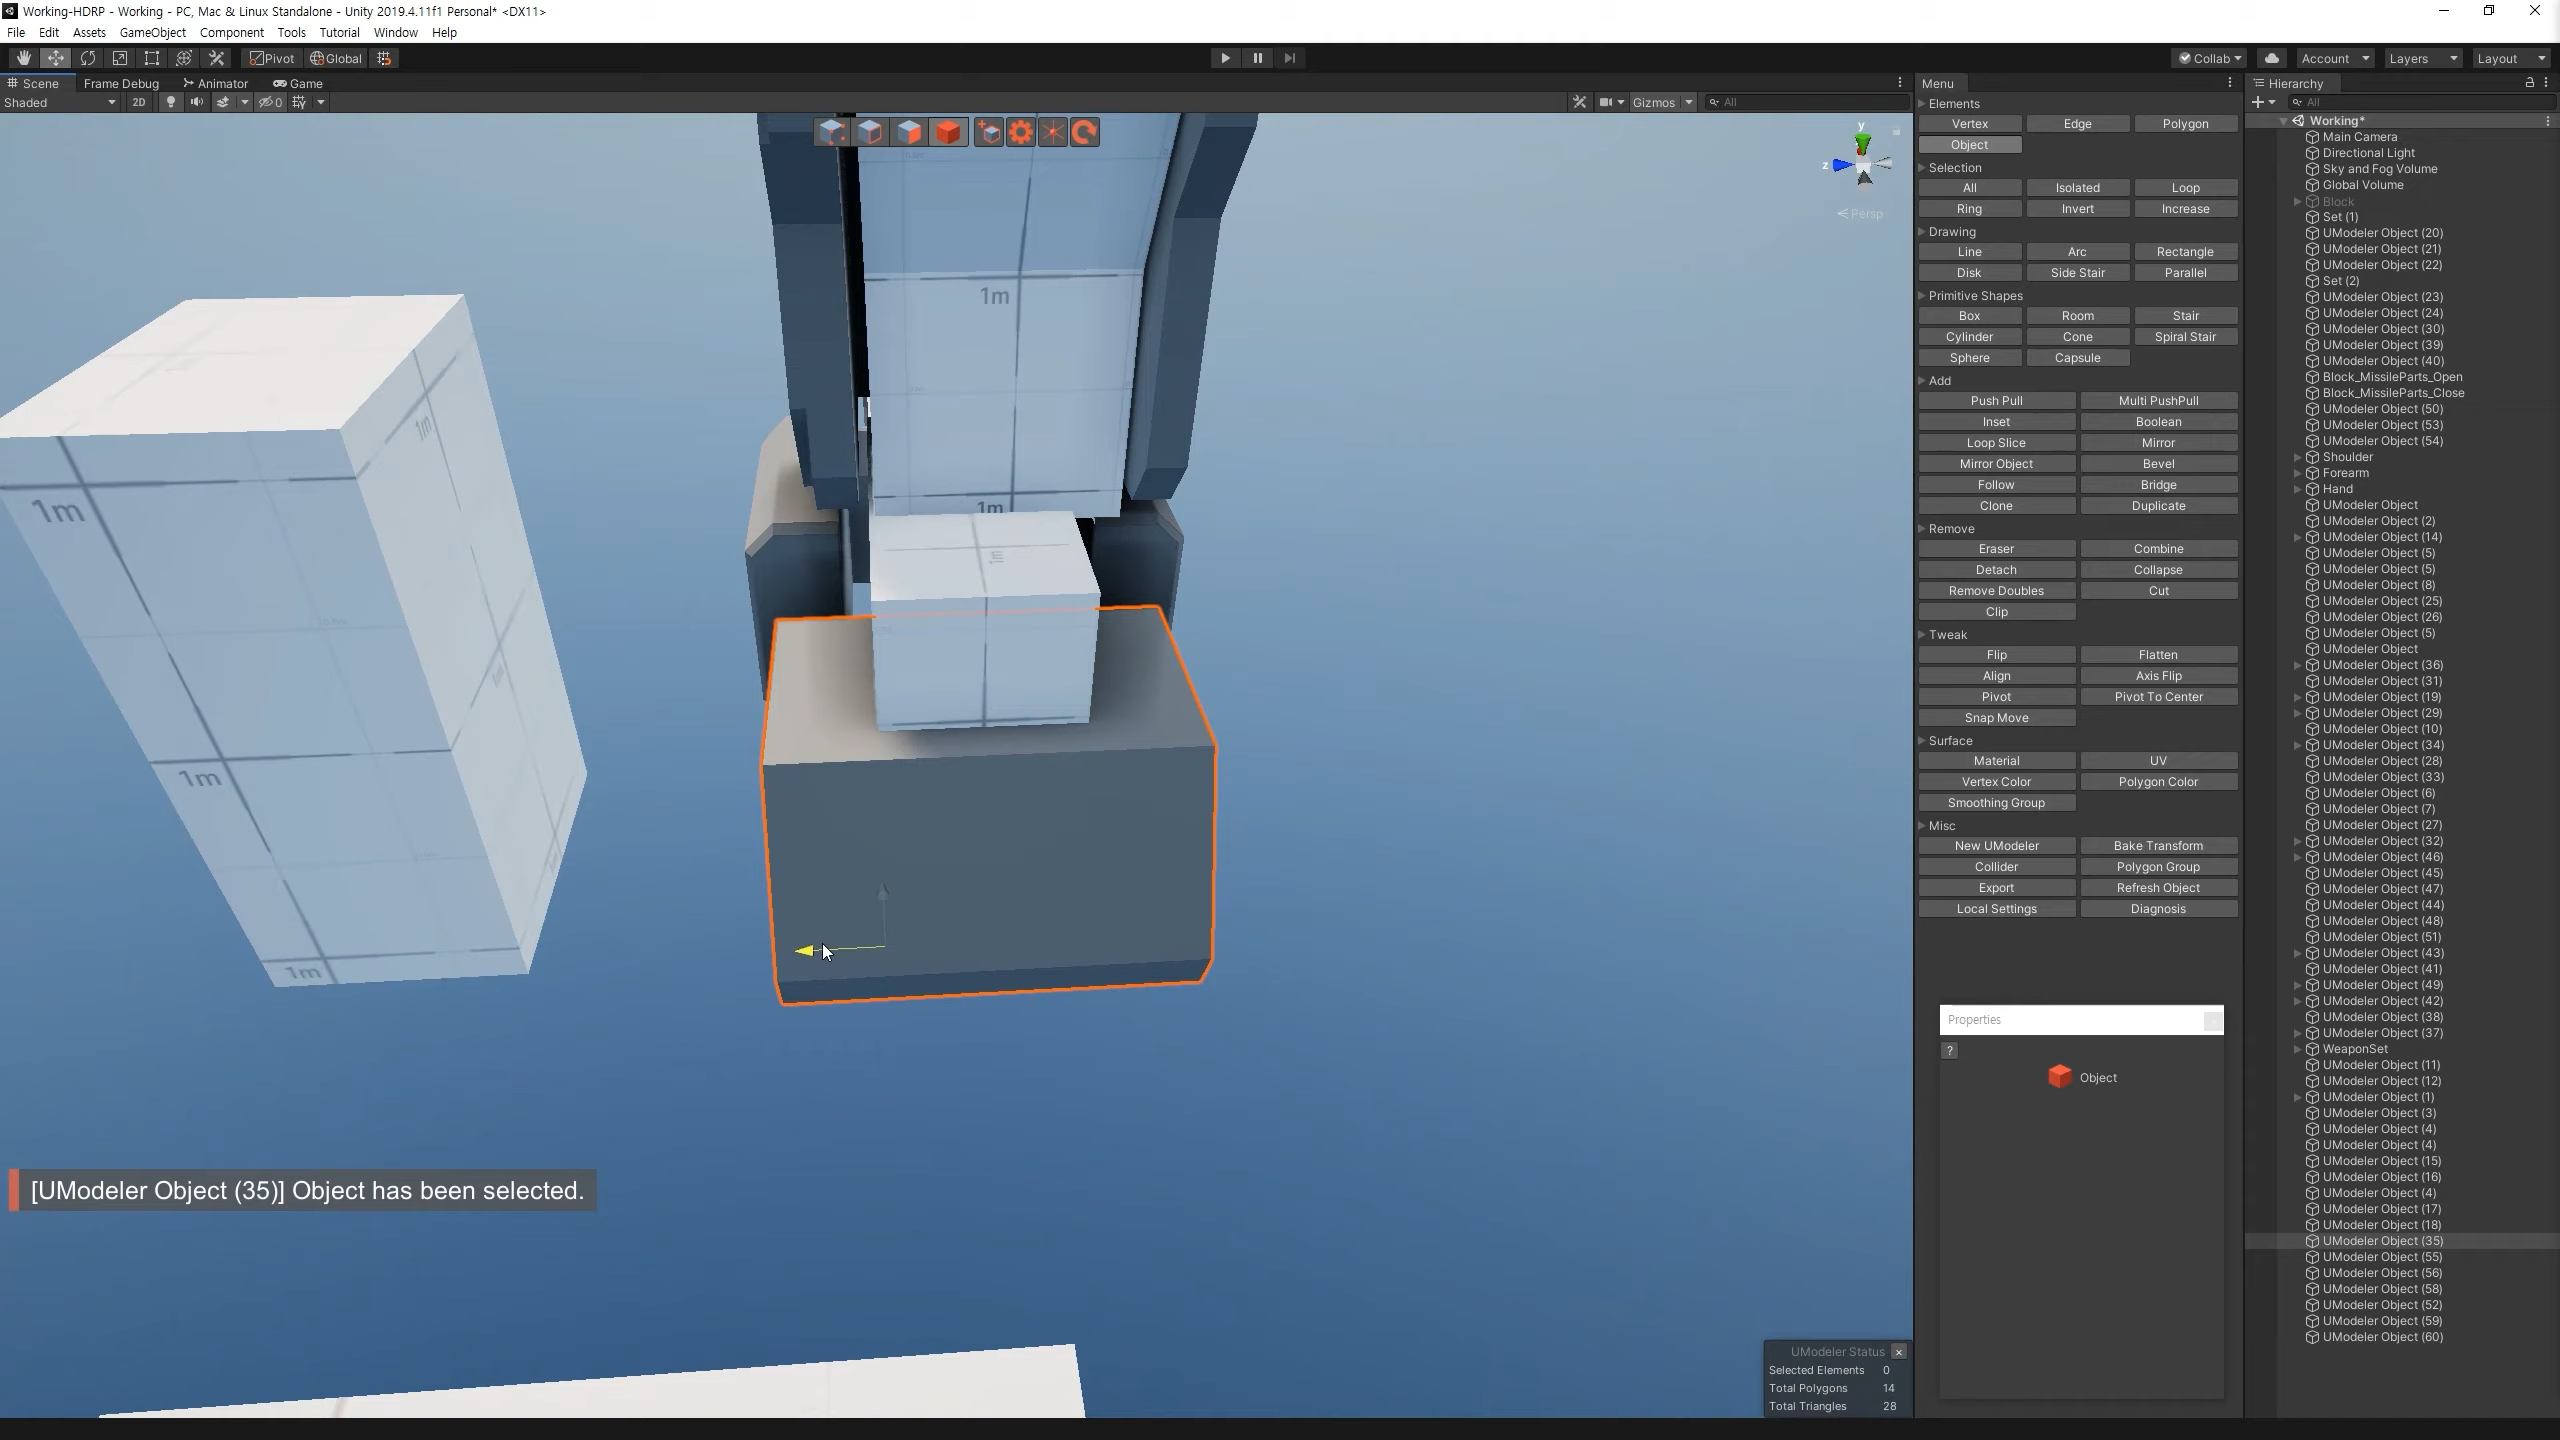 Working-HDRP - Working - PC, Mac & Linux Standalone - Unity 2019.4.11f1 Personal* <DX11>
File Edit Assets GameObject Component Tools Tutorial Window Help
Pivot Global Collab Account Layers Layout
Scene Frame Debug Animator Game
Shaded 2D 0 Gizmos All
y
z
Persp
1m
1m
1m
1m
1m
1m
1m
1m
[UModeler Object (35)] Object has been selected.
UModeler Status
Selected Elements 0
Total Polygons 14
Total Triangles 28
Menu
Elements
Vertex Edge Polygon
Object
Selection
All Isolated Loop
Ring Invert Increase
Drawing
Line Arc Rectangle
Disk Side Stair Parallel
Primitive Shapes
Box Room Stair
Cylinder Cone Spiral Stair
Sphere Capsule
Add
Push Pull Multi PushPull
Inset Boolean
Loop Slice Mirror
Mirror Object Bevel
Follow Bridge
Clone Duplicate
Remove
Eraser Combine
Detach Collapse
Remove Doubles Cut
Clip
Tweak
Flip Flatten
Align Axis Flip
Pivot Pivot To Center
Snap Move
Surface
Material UV
Vertex Color Polygon Color
Smoothing Group
Misc
New UModeler Bake Transform
Collider Polygon Group
Export Refresh Object
Local Settings Diagnosis
Properties
?
Object
Hierarchy
All
Working*
Main Camera
Directional Light
Sky and Fog Volume
Global Volume
Block
Set (1)
UModeler Object (20)
UModeler Object (21)
UModeler Object (22)
Set (2)
UModeler Object (23)
UModeler Object (24)
UModeler Object (30)
UModeler Object (39)
UModeler Object (40)
Block_MissileParts_Open
Block_MissileParts_Close
UModeler Object (50)
UModeler Object (53)
UModeler Object (54)
Shoulder
Forearm
Hand
UModeler Object
UModeler Object (2)
UModeler Object (14)
UModeler Object (5)
UModeler Object (5)
UModeler Object (8)
UModeler Object (25)
UModeler Object (26)
UModeler Object (5)
UModeler Object
UModeler Object (36)
UModeler Object (31)
UModeler Object (19)
UModeler Object (29)
UModeler Object (10)
UModeler Object (34)
UModeler Object (28)
UModeler Object (33)
UModeler Object (6)
UModeler Object (7)
UModeler Object (27)
UModeler Object (32)
UModeler Object (46)
UModeler Object (45)
UModeler Object (47)
UModeler Object (44)
UModeler Object (48)
UModeler Object (51)
UModeler Object (43)
UModeler Object (41)
UModeler Object (49)
UModeler Object (42)
UModeler Object (38)
UModeler Object (37)
WeaponSet
UModeler Object (11)
UModeler Object (12)
UModeler Object (1)
UModeler Object (3)
UModeler Object (4)
UModeler Object (4)
UModeler Object (15)
UModeler Object (16)
UModeler Object (4)
UModeler Object (17)
UModeler Object (18)
UModeler Object (35)
UModeler Object (55)
UModeler Object (56)
UModeler Object (58)
UModeler Object (52)
UModeler Object (59)
UModeler Object (60)